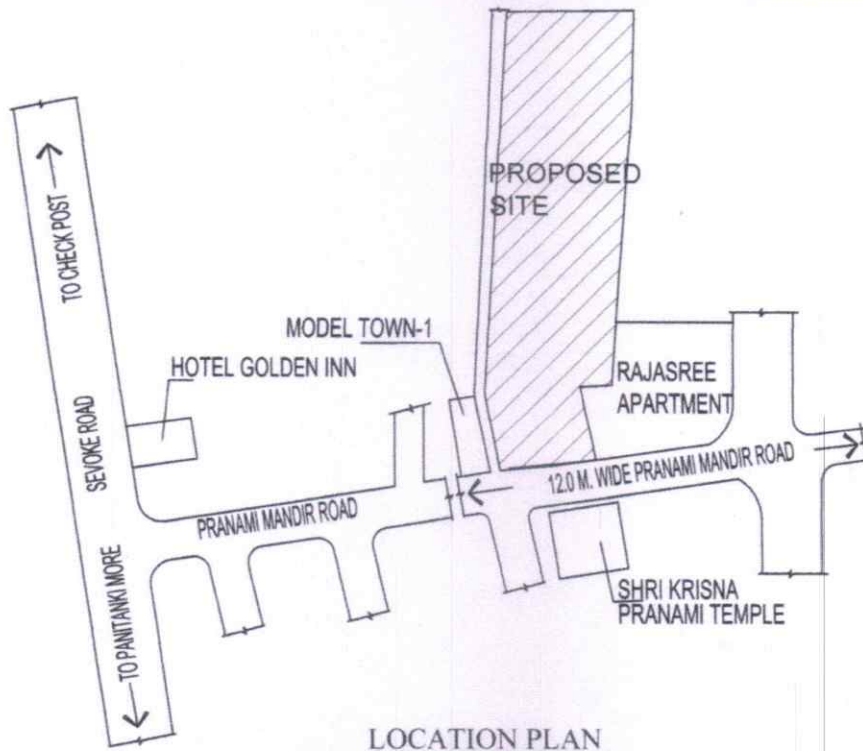 PROPOSED
SITE
TO CHECK POST
MODEL TOWN-1
HOTEL GOLDEN INN
RAJASREE
APARTMENT
SEVOKE ROAD
12.0 M. WIDE PRANAMI MANDIR ROAD
PRANAMI MANDIR ROAD
SHRI KRISNA
PRANAMI TEMPLE
TO PANITANKI MORE
LOCATION PLAN